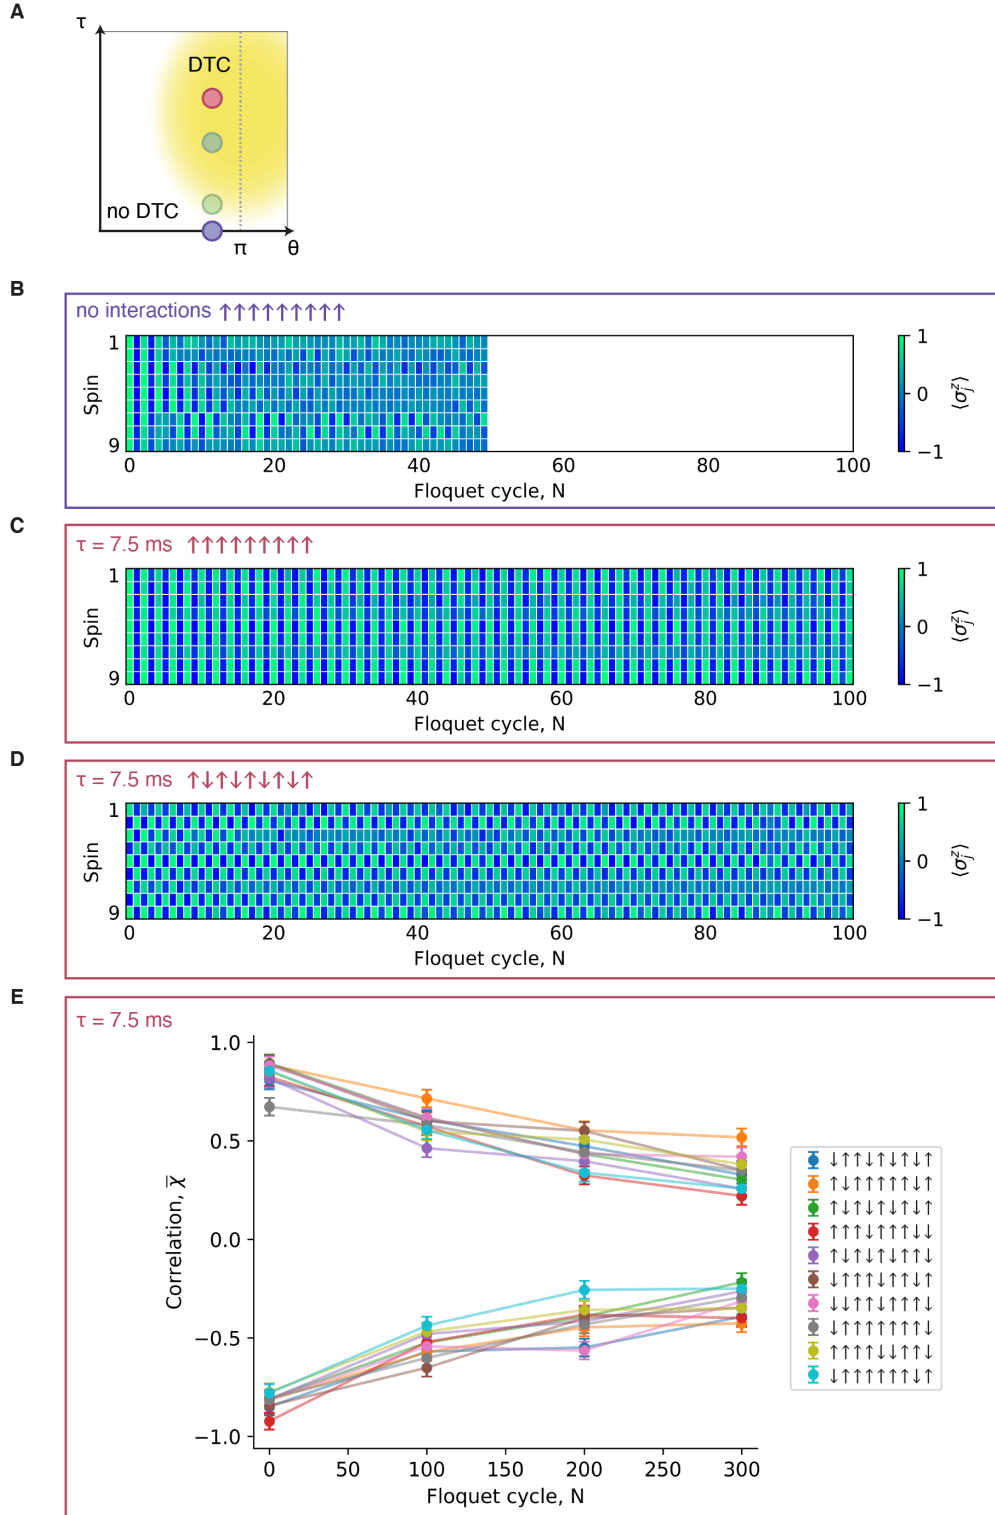 A
τ
DTC
no DTC
π
θ
B
no interactions ↑↑↑↑↑↑↑↑↑
1
Spin
9
0 20 40 60 80 100
Floquet cycle, N
1
0
−1
⟨σ_j^z⟩
C
τ = 7.5 ms ↑↑↑↑↑↑↑↑↑
1
Spin
9
0 20 40 60 80 100
Floquet cycle, N
1
0
−1
⟨σ_j^z⟩
D
τ = 7.5 ms ↑↓↑↓↑↓↑↓↑
1
Spin
9
0 20 40 60 80 100
Floquet cycle, N
1
0
−1
⟨σ_j^z⟩
E
τ = 7.5 ms
1.0
0.5
0.0
−0.5
−1.0
Correlation, χ̅
0 50 100 150 200 250 300
Floquet cycle, N
↓↑↑↓↑↓↑↓↑
↑↓↑↑↑↑↑↓↑
↑↓↑↓↑↓↑↓↑
↑↑↑↓↑↑↑↓↓
↑↓↑↓↑↓↑↑↓
↓↑↑↑↓↑↑↓↑
↓↓↑↑↓↑↑↑↓
↓↑↑↑↑↑↑↑↓
↑↑↑↑↓↓↑↑↓
↓↑↑↑↑↑↑↓↑